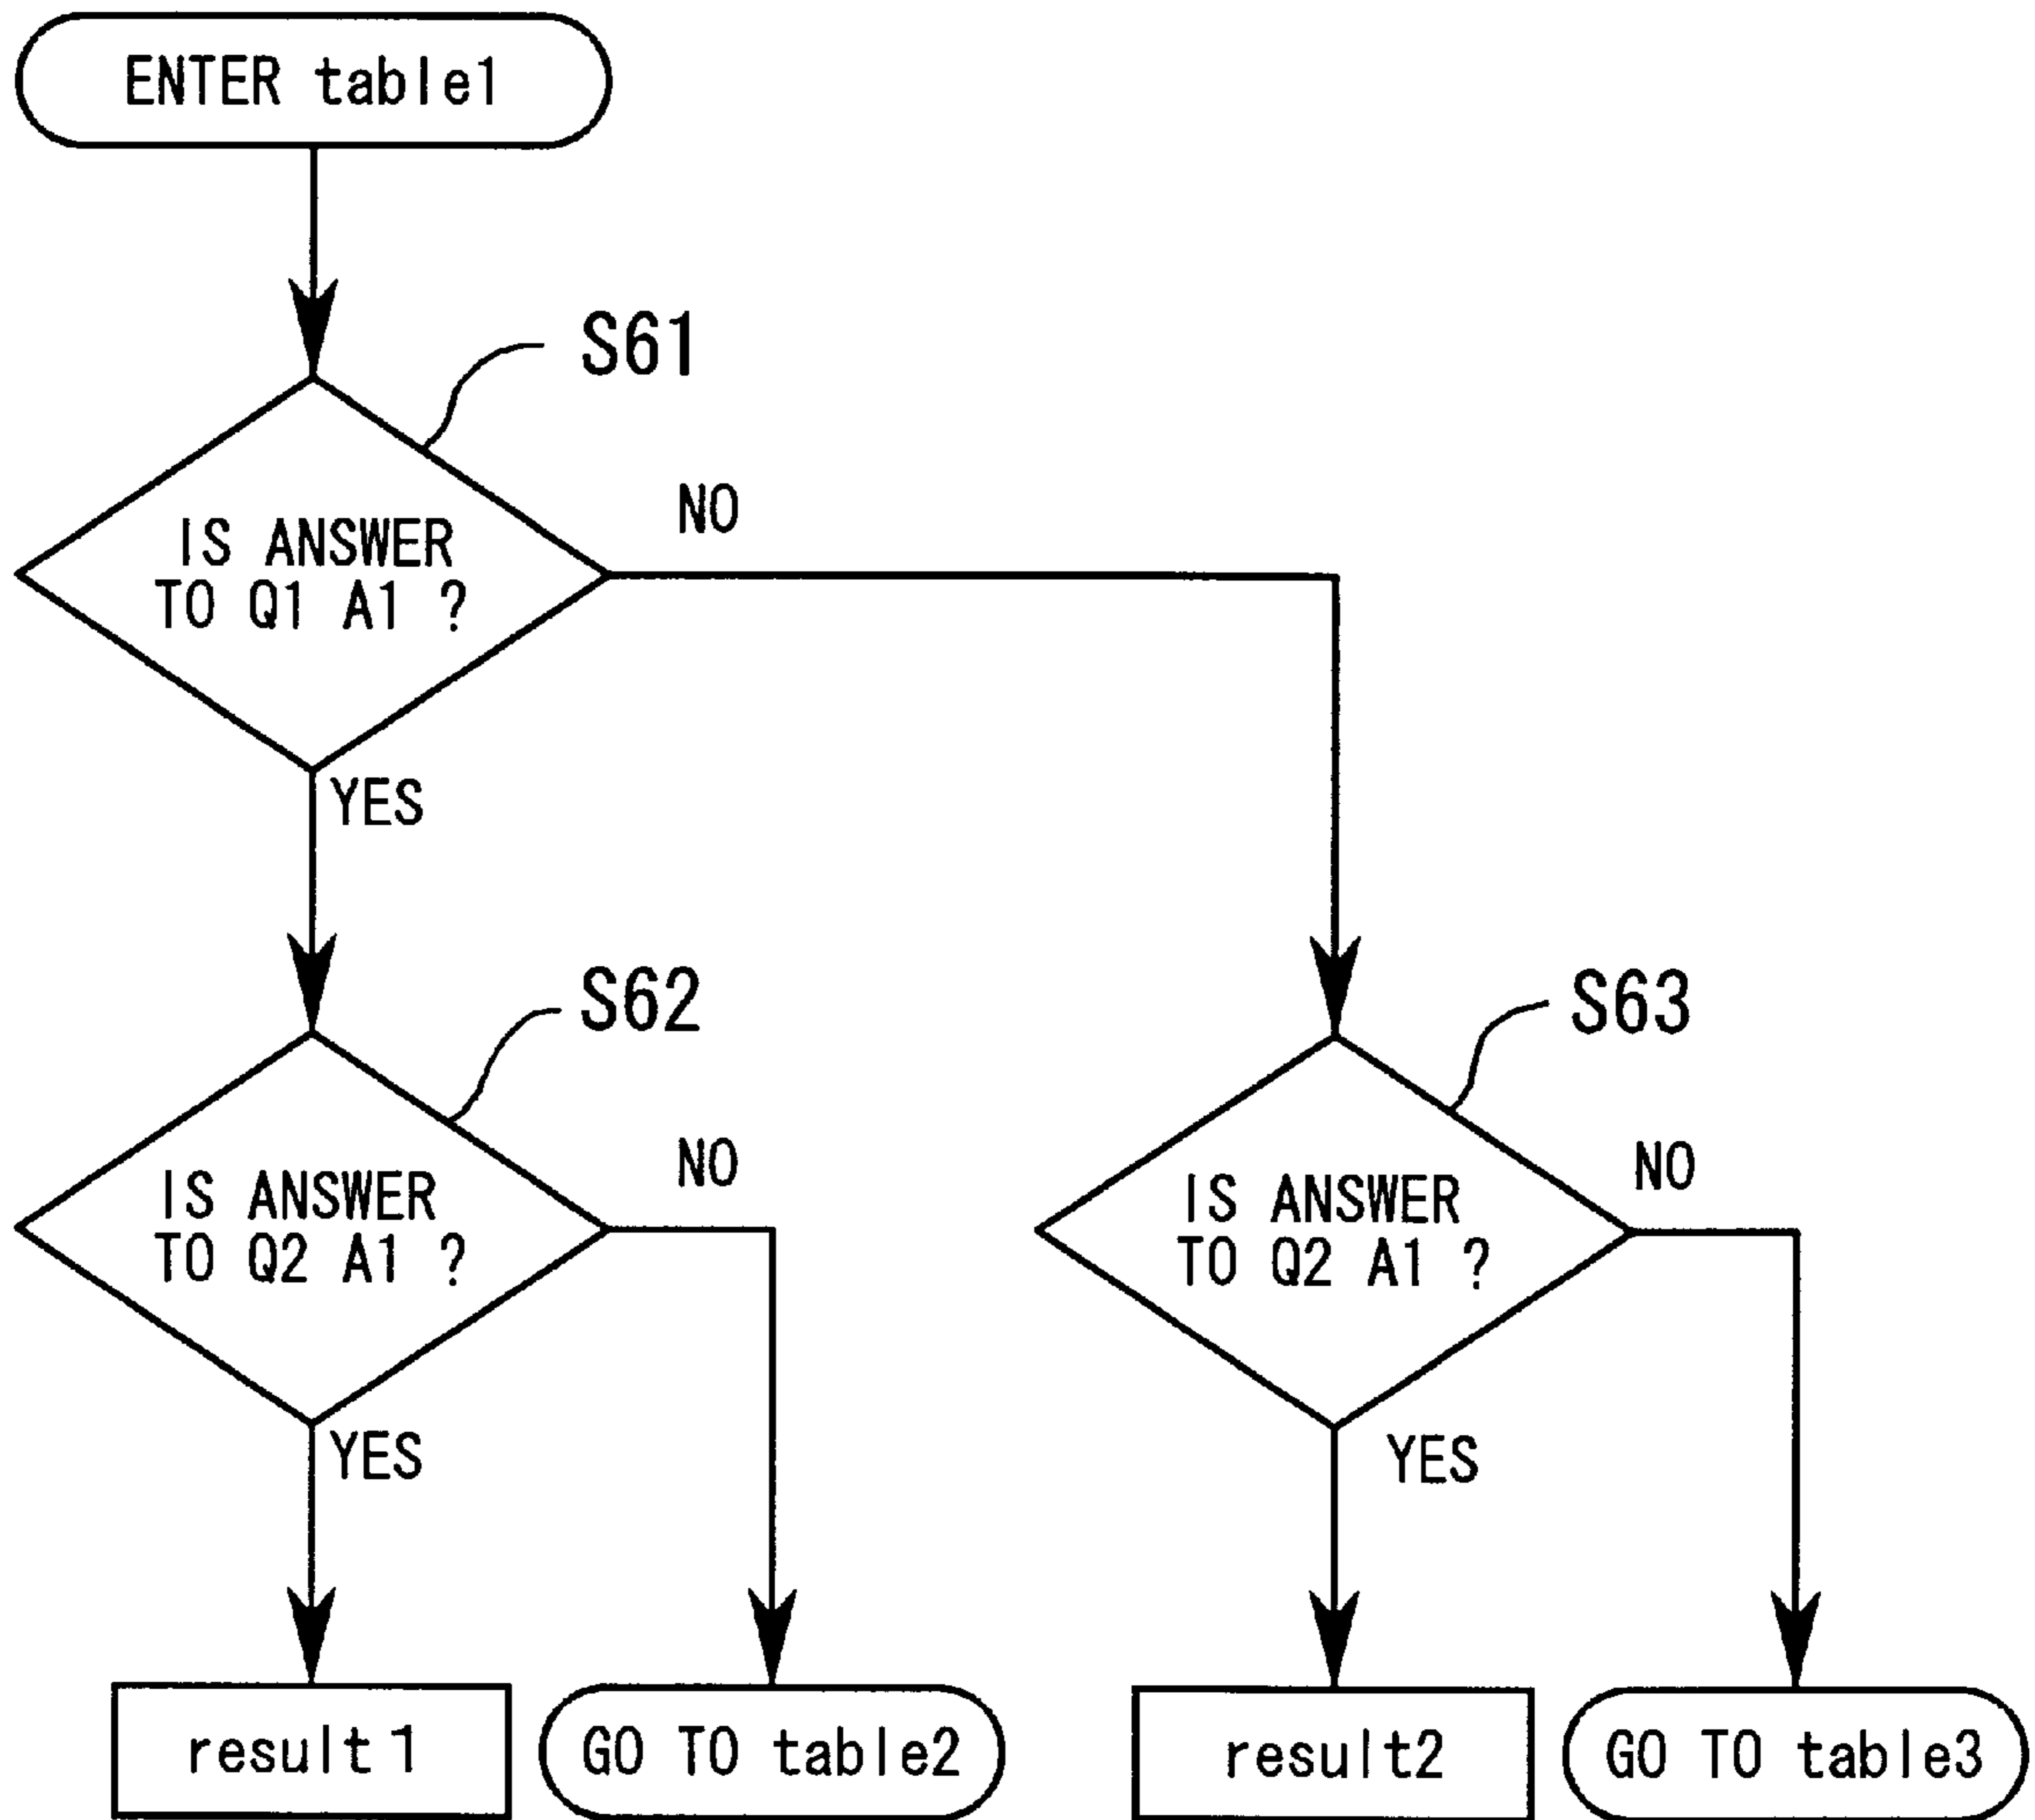 ENTER table1
S61
IS ANSWER
TO Q1 A1 ?
NO
YES
S62
IS ANSWER
TO Q2 A1 ?
NO
YES
S63
IS ANSWER
TO Q2 A1 ?
NO
YES
result1
GO TO table2
result2
GO TO table3